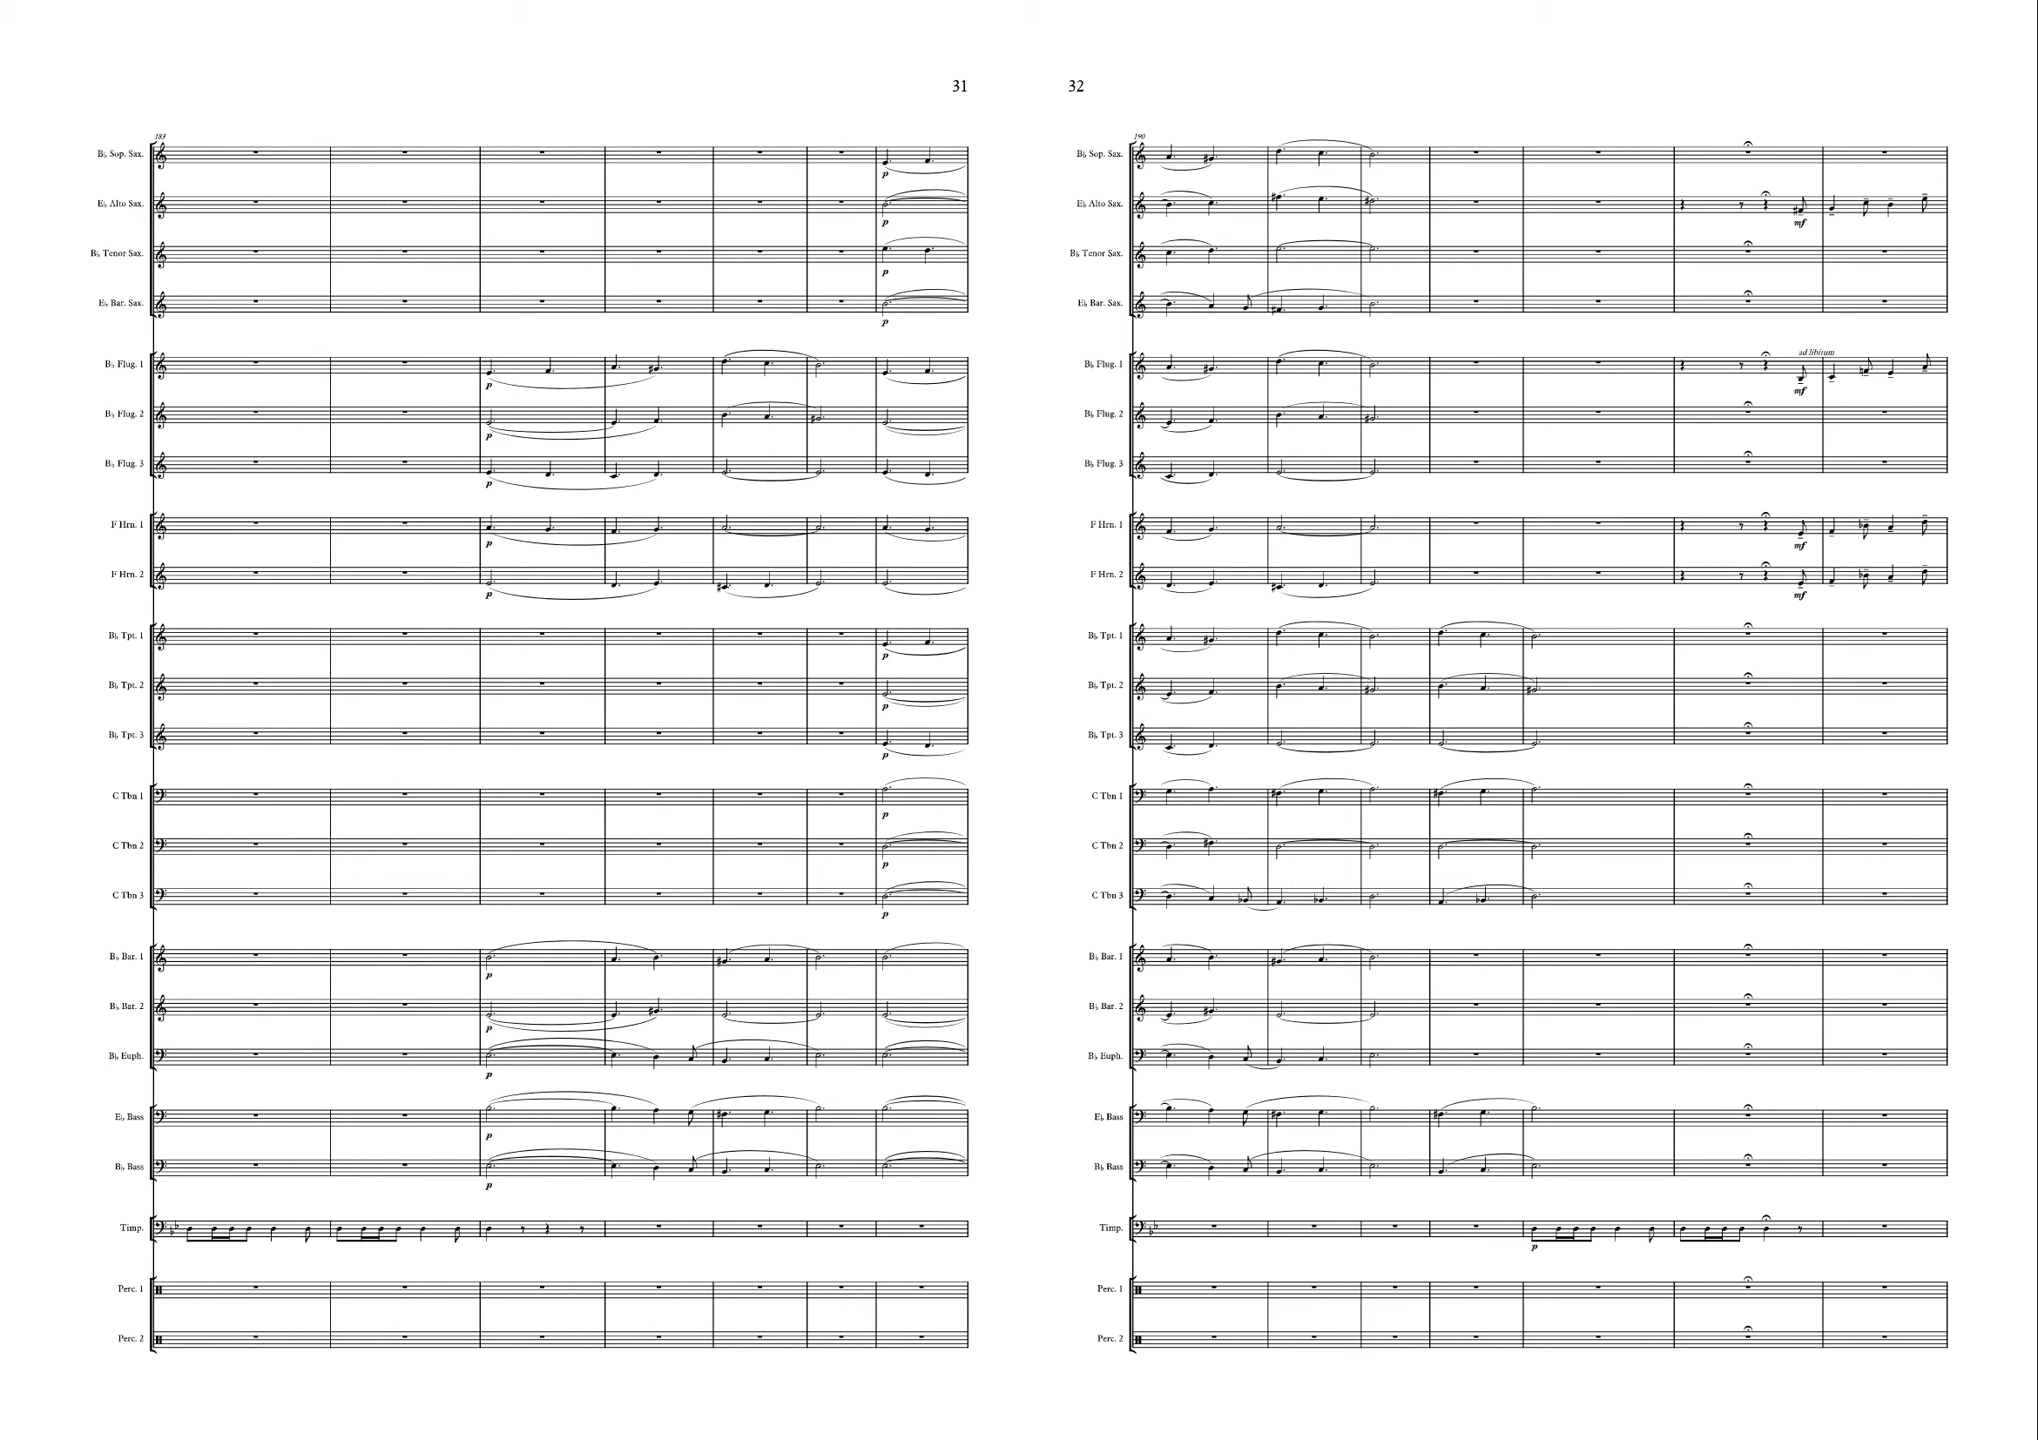 31
183
B♭ Sop. Sax.
p
E♭ Alto Sax.
p
B♭ Tenor Sax.
p
E♭ Bar. Sax.
p
B♭ Flug. 1
p
B♭ Flug. 2
p
B♭ Flug. 3
p
F Hrn. 1
p
F Hrn. 2
p
B♭ Tpt. 1
p
B♭ Tpt. 2
p
B♭ Tpt. 3
p
C Tbn 1
p
C Tbn 2
p
C Tbn 3
p
B♭ Bar. 1
p
B♭ Bar. 2
p
B♭ Euph.
p
E♭ Bass
p
B♭ Bass
p
Timp.
Perc. 1
Perc. 2
32
190
B♭ Sop. Sax.
E♭ Alto Sax.
mf
B♭ Tenor Sax.
E♭ Bar. Sax.
ad libitum
B♭ Flug. 1
mf
B♭ Flug. 2
B♭ Flug. 3
F Hrn. 1
mf
F Hrn. 2
mf
B♭ Tpt. 1
B♭ Tpt. 2
B♭ Tpt. 3
C Tbn 1
C Tbn 2
C Tbn 3
B♭ Bar. 1
B♭ Bar. 2
B♭ Euph.
E♭ Bass
B♭ Bass
Timp.
p
Perc. 1
Perc. 2